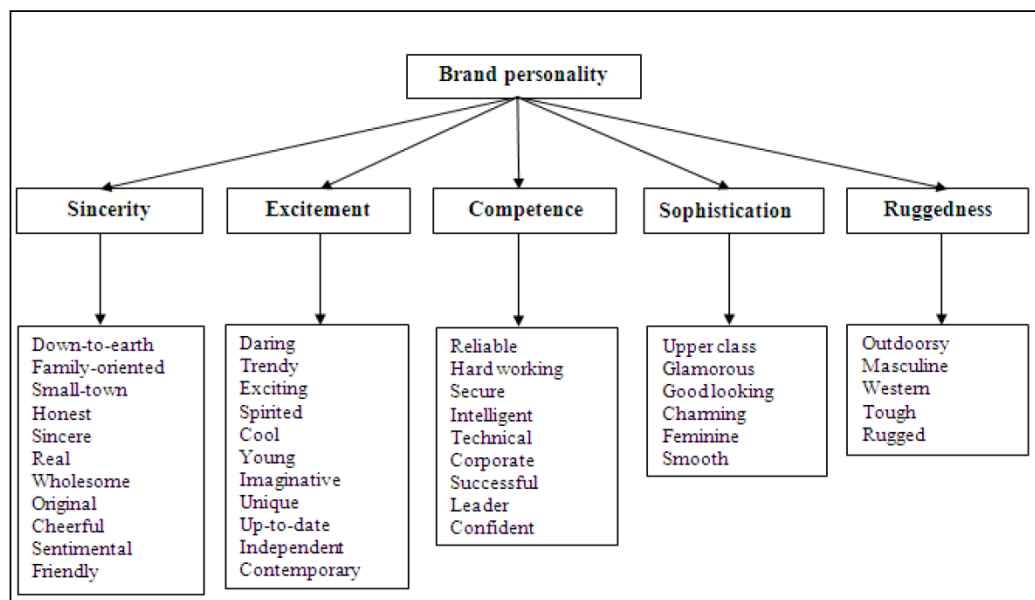 Brand personality
Sincerity
Excitement
Competence
Sophistication
Ruggedness
Down-to-earth
Family-oriented
Small-town
Honest
Sincere
Real
Wholesome
Original
Cheerful
Sentimental
Friendly
Daring
Trendy
Exciting
Spirited
Cool
Young
Imaginative
Unique
Up-to-date
Independent
Contemporary
Reliable
Hard working
Secure
Intelligent
Technical
Corporate
Successful
Leader
Confident
Upper class
Glamorous
Good looking
Charming
Feminine
Smooth
Outdoorsy
Masculine
Western
Tough
Rugged